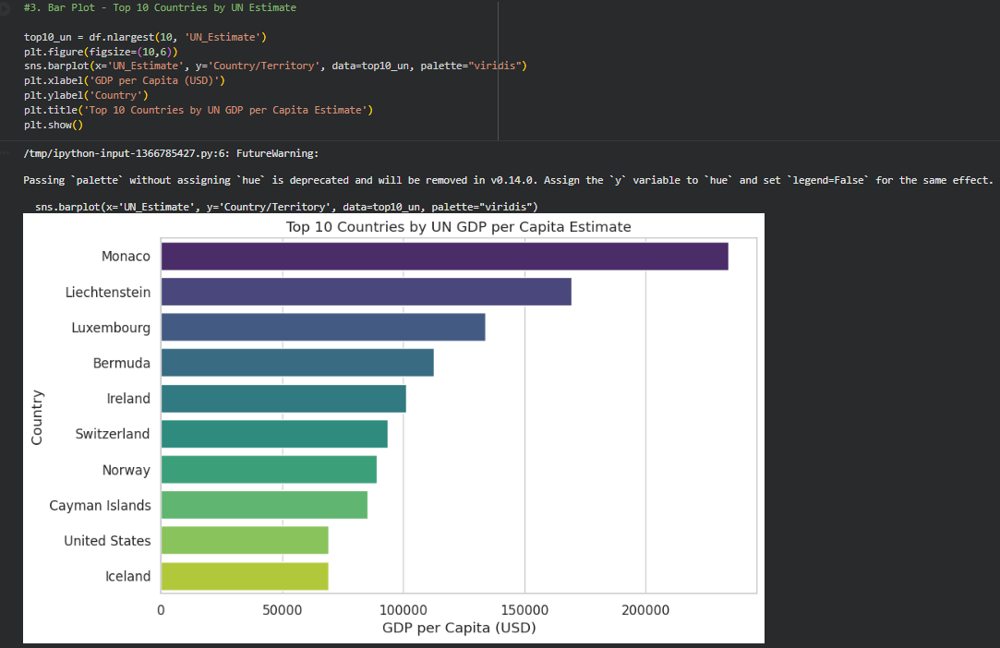 #3. Bar Plot - Top 10 Countries by UN Estimate
top10_un = df.nlargest(10, 'UN_Estimate')
plt.figure(figsize=(10,6))
sns.barplot(x='UN_Estimate', y='Country/Territory', data=top10_un, palette="viridis")
plt.xlabel('GDP per Capita (USD)')
plt.ylabel('Country')
plt.title('Top 10 Countries by UN GDP per Capita Estimate')
plt.show()
/tmp/ipython-input-1366785427.py:6: FutureWarning:
Passing `palette` without assigning `hue` is deprecated and will be removed in v0.14.0. Assign the `y` variable to `hue` and set `legend=False` for the same effect.
sns.barplot(x='UN_Estimate', y='Country/Territory', data=top10_un, palette="viridis")
Top 10 Countries by UN GDP per Capita Estimate
Country
Monaco
Liechtenstein
Luxembourg
Bermuda
Ireland
Switzerland
Norway
Cayman Islands
United States
Iceland
0 50000 100000 150000 200000
GDP per Capita (USD)